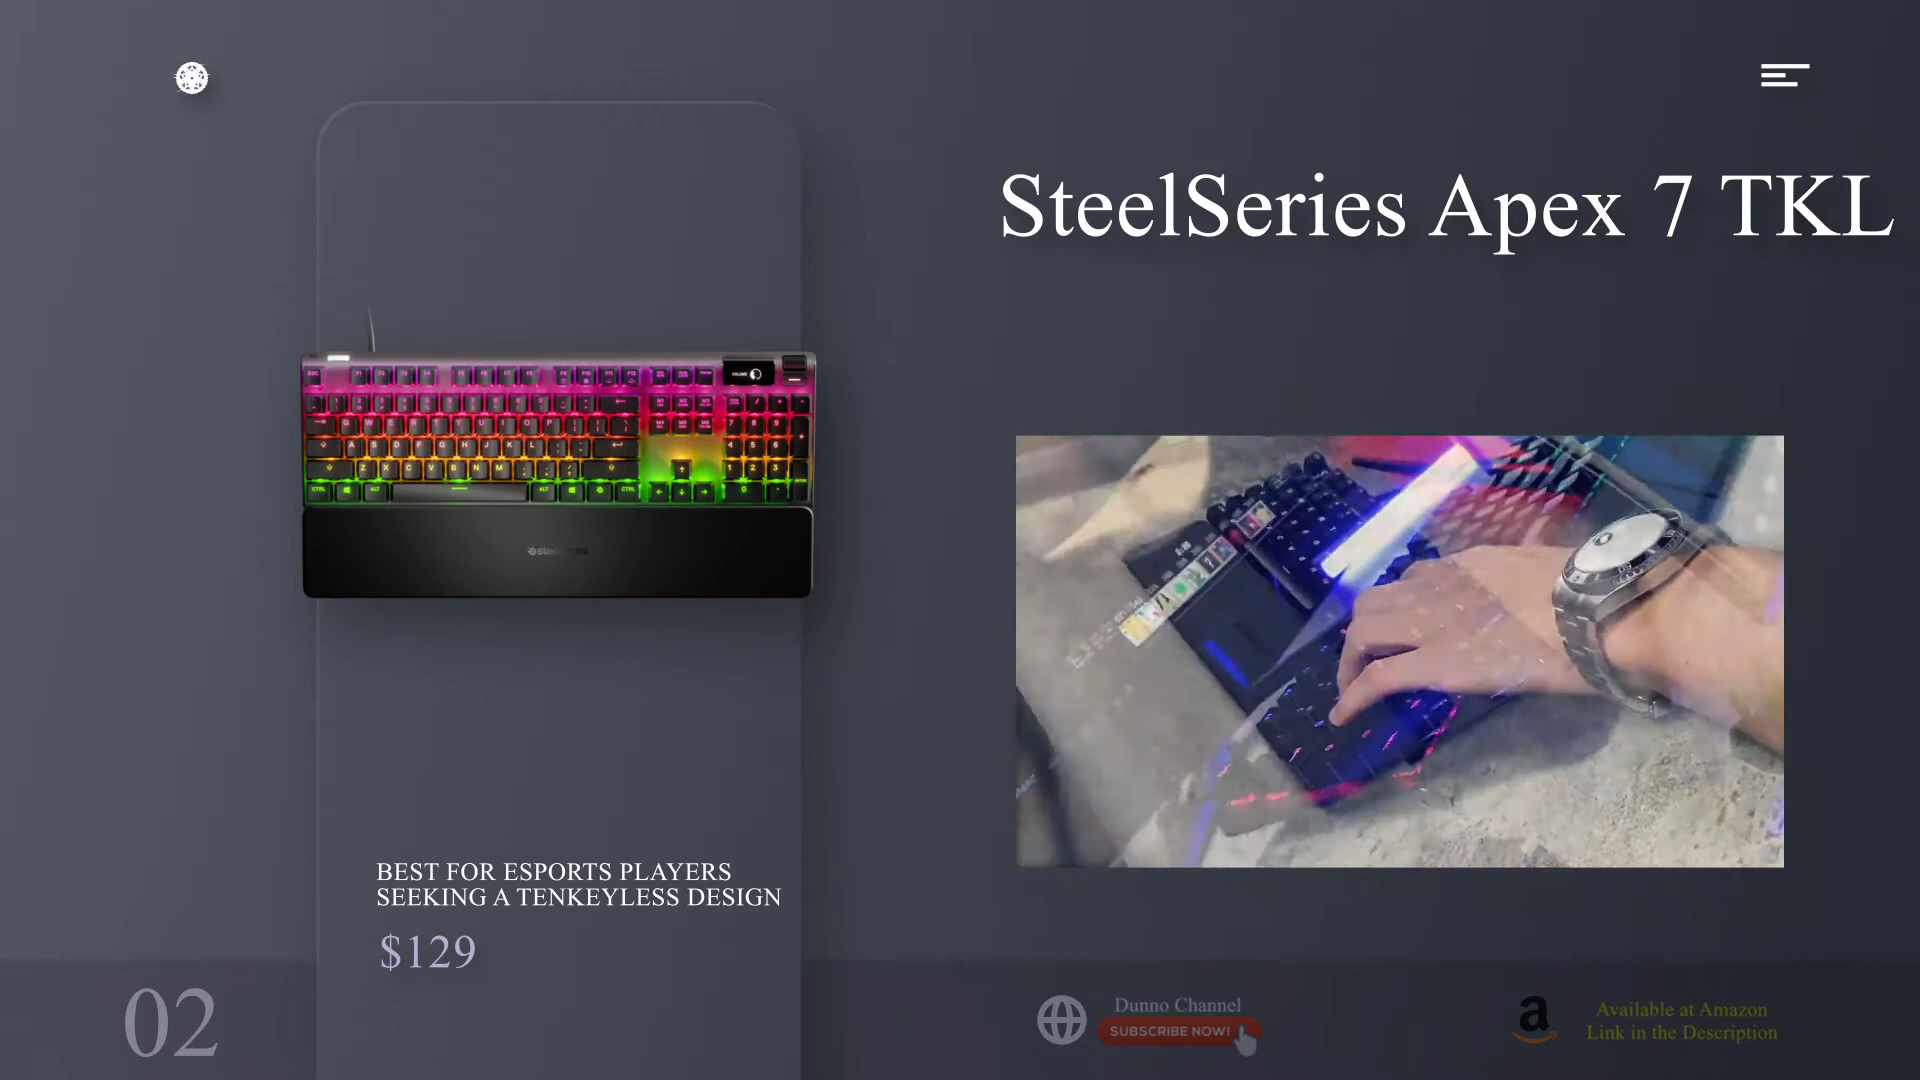 SteelSeries Apex 7 TKL
BEST FOR ESPORTS PLAYERS
SEEKING A TENKEYLESS DESIGN
$129
02
Dunno Channel
SUBSCRIBE NOW!
a
Available at Amazon
Link in the Description